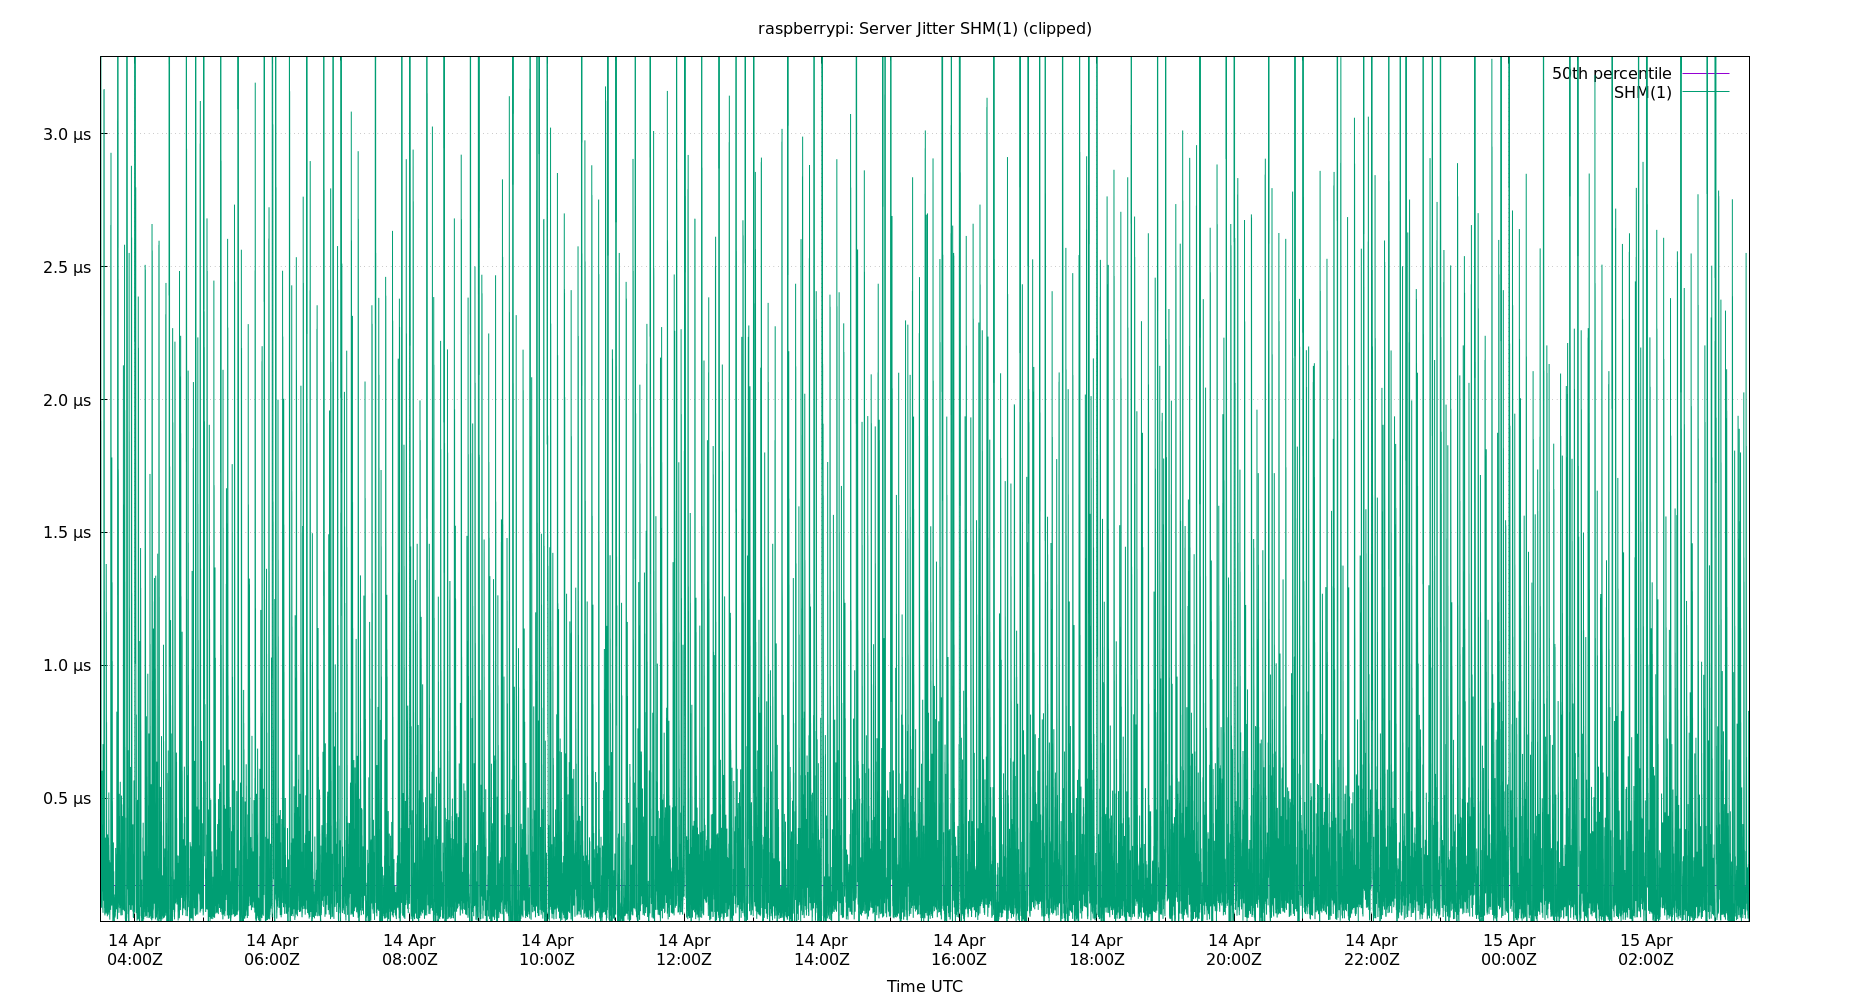 raspberrypi: Server Jitter SHM(1) (clipped)
50th percentile
SHM(1)
3.0 µs
2.5 µs
2.0 µs
1.5 µs
1.0 µs
0.5 µs
14 Apr 14 Apr 14 Apr 14 Apr 14 Apr 14 Apr 14 Apr 14 Apr 14 Apr 14 Apr 15 Apr 15 Apr
04:00Z 06:00Z 08:00Z 10:00Z 12:00Z 14:00Z 16:00Z 18:00Z 20:00Z 22:00Z 00:00Z 02:00Z
Time UTC